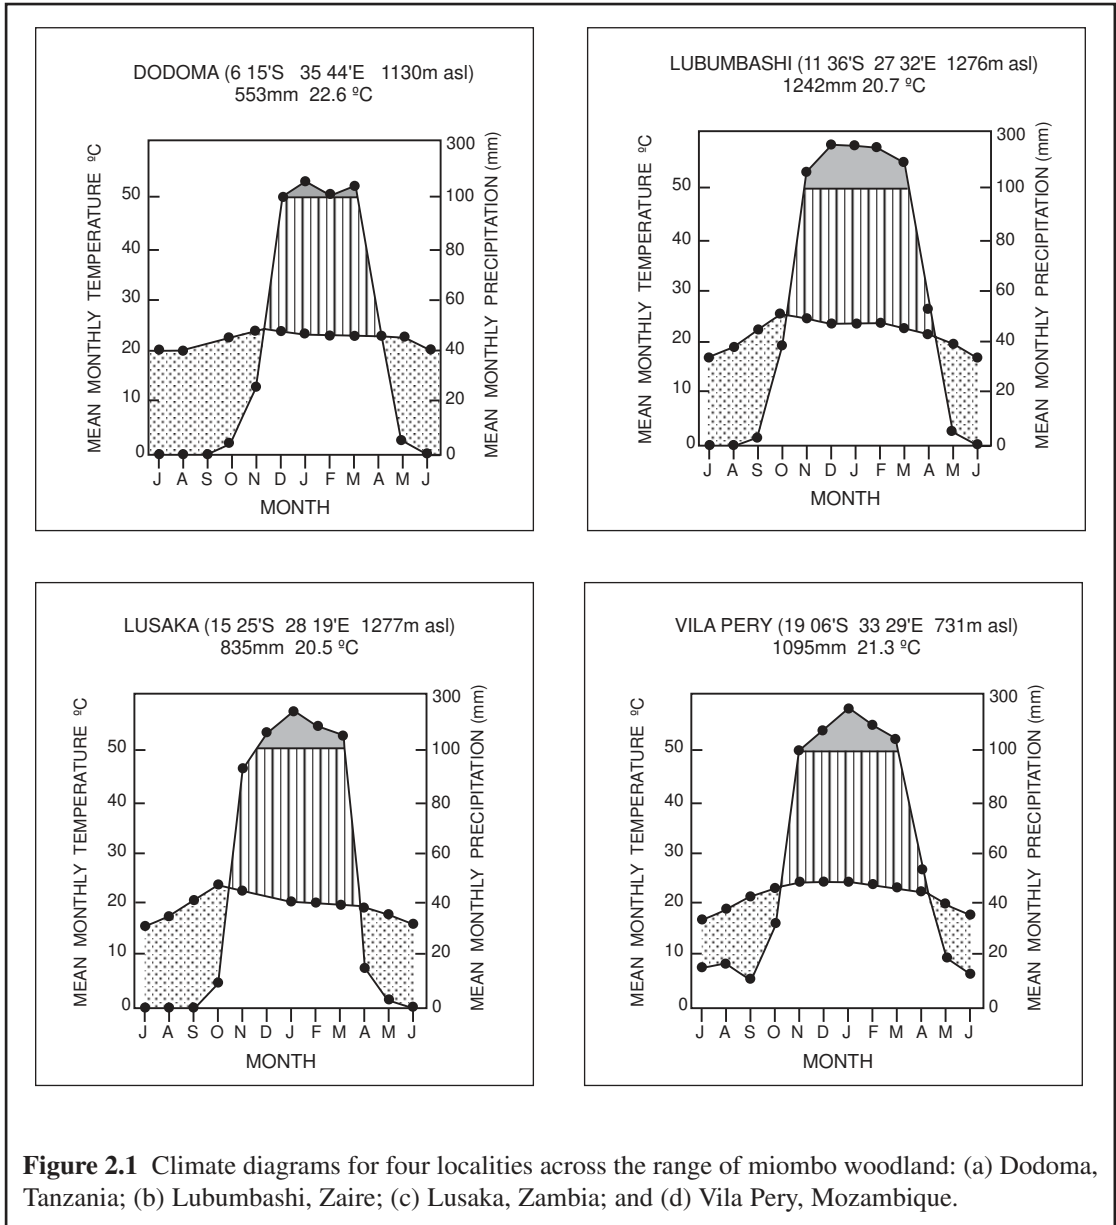 DODOMA (6 15'S 35 44'E 1130m asl)
553mm 22.6 ºC
MEAN MONTHLY TEMPERATURE ºC
50
40
30
20
10
0
300
100
80
60
40
20
0
MEAN MONTHLY PRECIPITATION (mm)
J A S O N D J F M A M J
MONTH
LUBUMBASHI (11 36'S 27 32'E 1276m asl)
1242mm 20.7 ºC
MEAN MONTHLY TEMPERATURE ºC
50
40
30
20
10
0
300
100
80
60
40
20
0
MEAN MONTHLY PRECIPITATION (mm)
J A S O N D J F M A M J
MONTH
LUSAKA (15 25'S 28 19'E 1277m asl)
835mm 20.5 ºC
MEAN MONTHLY TEMPERATURE ºC
50
40
30
20
10
0
300
100
80
60
40
20
0
MEAN MONTHLY PRECIPITATION (mm)
J A S O N D J F M A M J
MONTH
VILA PERY (19 06'S 33 29'E 731m asl)
1095mm 21.3 ºC
MEAN MONTHLY TEMPERATURE ºC
50
40
30
20
10
0
300
100
80
60
40
20
0
MEAN MONTHLY PRECIPITATION (mm)
J A S O N D J F M A M J
MONTH
Figure 2.1 Climate diagrams for four localities across the range of miombo woodland: (a) Dodoma,
Tanzania; (b) Lubumbashi, Zaire; (c) Lusaka, Zambia; and (d) Vila Pery, Mozambique.